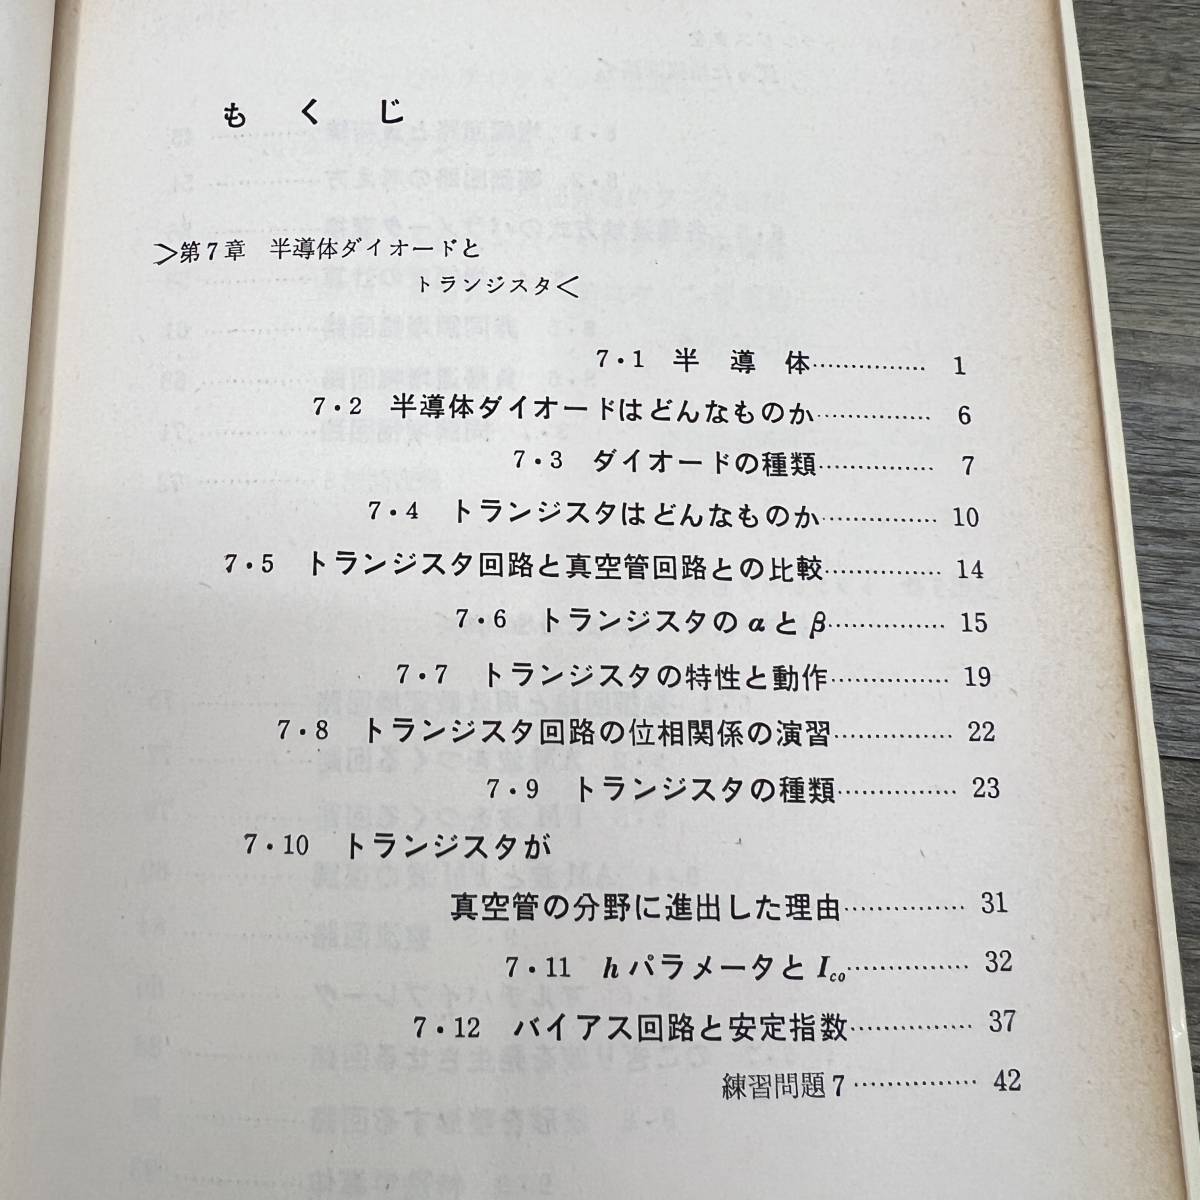 もくじ
>第7章 半導体ダイオードと
トランジスタ<
7・1 半導体…………… 1
7・2 半導体ダイオードはどんなものか…………… 6
7・3 ダイオードの種類…………… 7
7・4 トランジスタはどんなものか…………… 10
7・5 トランジスタ回路と真空管回路との比較…………… 14
7・6 トランジスタのαとβ…………… 15
7・7 トランジスタの特性と動作…………… 19
7・8 トランジスタ回路の位相関係の演習…………… 22
7・9 トランジスタの種類…………… 23
7・10 トランジスタが
真空管の分野に進出した理由…………… 31
7・11 hパラメータとIco…………… 32
7・12 バイアス回路と安定指数…………… 37
練習問題7…………… 42